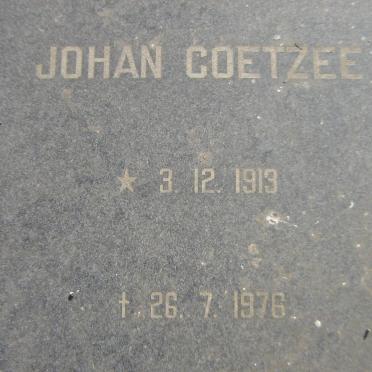 JOHAN COETZEE
★ 3. 12. 1913
† 26. 7. 1976